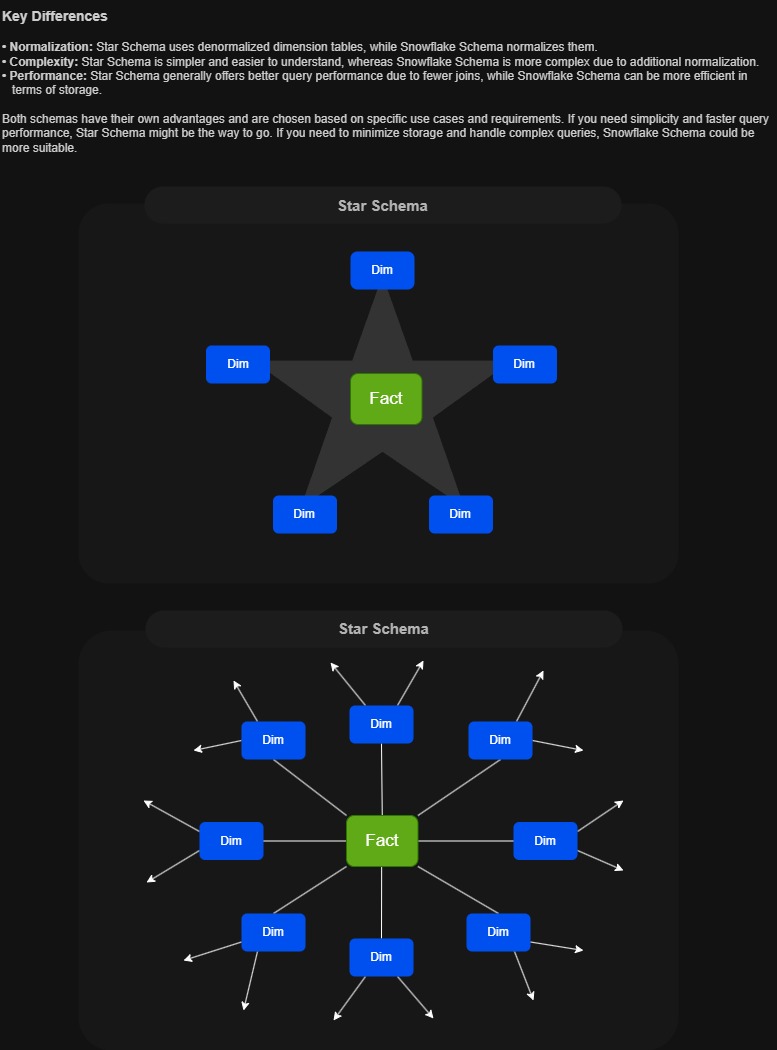 Key Differences
• Normalization: Star Schema uses denormalized dimension tables, while Snowflake Schema normalizes them.
• Complexity: Star Schema is simpler and easier to understand, whereas Snowflake Schema is more complex due to additional normalization.
• Performance: Star Schema generally offers better query performance due to fewer joins, while Snowflake Schema can be more efficient in
terms of storage.
Both schemas have their own advantages and are chosen based on specific use cases and requirements. If you need simplicity and faster query
performance, Star Schema might be the way to go. If you need to minimize storage and handle complex queries, Snowflake Schema could be
more suitable.
Star Schema
Dim
Dim
Dim
Fact
Dim
Dim
Star Schema
Dim
Dim
Dim
Dim
Fact
Dim
Dim
Dim
Dim